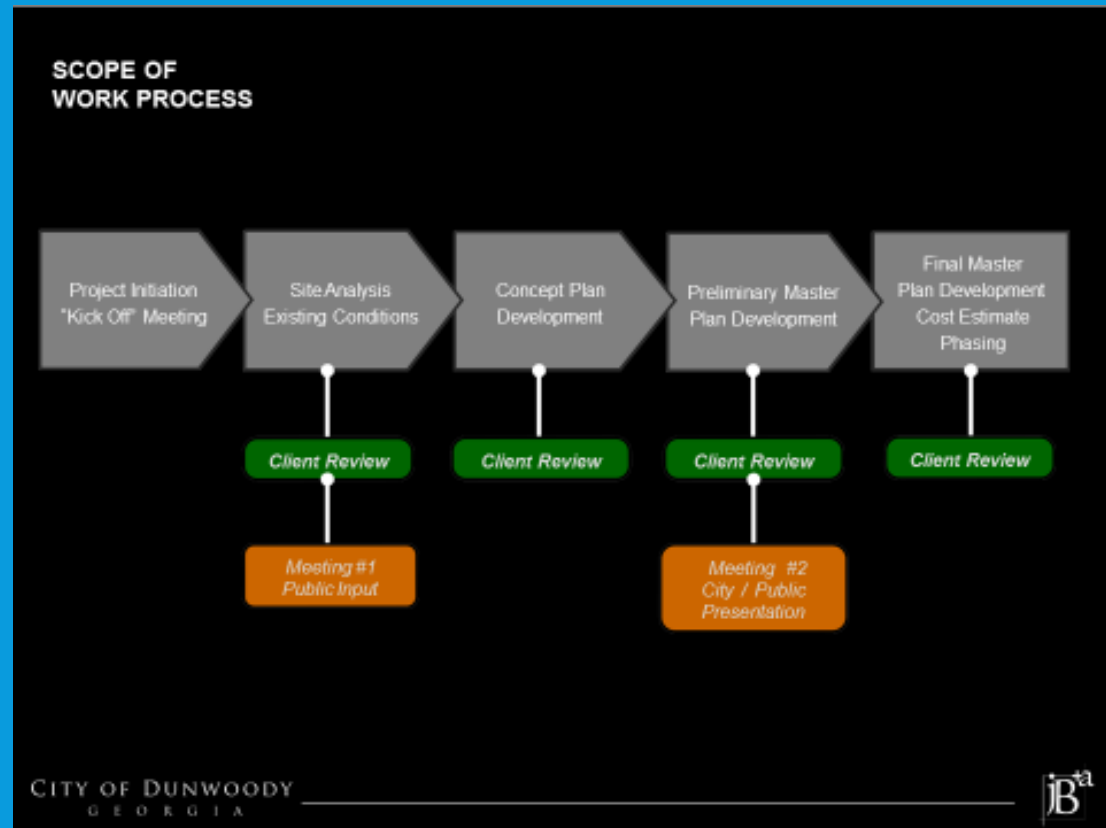 SCOPE OF
WORK PROCESS
Project Initiation
"Kick Off" Meeting
Site Analysis
Existing Conditions
Concept Plan
Development
Preliminary Master
Plan Development
Final Master
Plan Development
Cost Estimate
Phasing
Client Review
Client Review
Client Review
Client Review
Meeting #1
Public Input
Meeting #2
City / Public
Presentation
CITY OF DUNWOODY
GEORGIA
jB+a